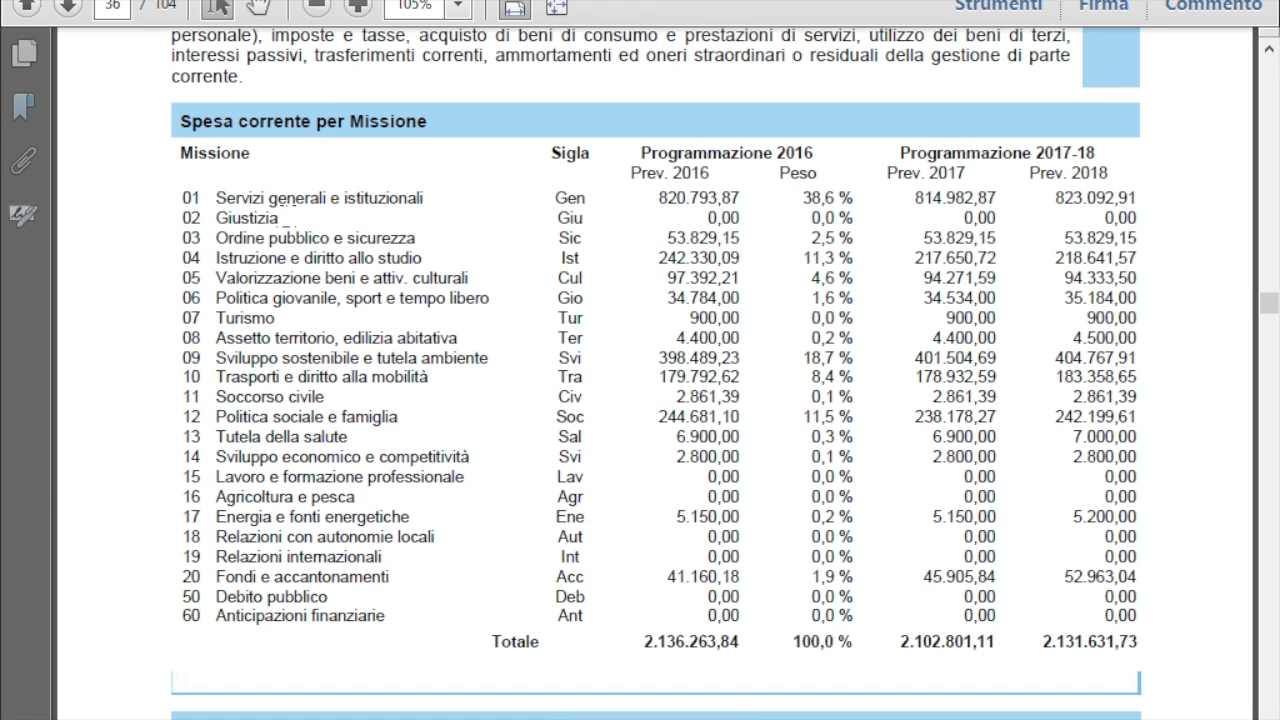 36 / 104 105% Strumenti Firma Commento
personale), imposte e tasse, acquisto di beni di consumo e prestazioni di servizi, utilizzo dei beni di terzi,
interessi passivi, trasferimenti correnti, ammortamenti ed oneri straordinari o residuali della gestione di parte
corrente.
Spesa corrente per Missione
Missione Sigla Programmazione 2016 Programmazione 2017-18
Prev. 2016 Peso Prev. 2017 Prev. 2018
01 Servizi generali e istituzionali Gen 820.793,87 38,6 % 814.982,87 823.092,91
02 Giustizia Giu 0,00 0,0 % 0,00 0,00
03 Ordine pubblico e sicurezza Sic 53.829,15 2,5 % 53.829,15 53.829,15
04 Istruzione e diritto allo studio Ist 242.330,09 11,3 % 217.650,72 218.641,57
05 Valorizzazione beni e attiv. culturali Cul 97.392,21 4,6 % 94.271,59 94.333,50
06 Politica giovanile, sport e tempo libero Gio 34.784,00 1,6 % 34.534,00 35.184,00
07 Turismo Tur 900,00 0,0 % 900,00 900,00
08 Assetto territorio, edilizia abitativa Ter 4.400,00 0,2 % 4.400,00 4.500,00
09 Sviluppo sostenibile e tutela ambiente Svi 398.489,23 18,7 % 401.504,69 404.767,91
10 Trasporti e diritto alla mobilità Tra 179.792,62 8,4 % 178.932,59 183.358,65
11 Soccorso civile Civ 2.861,39 0,1 % 2.861,39 2.861,39
12 Politica sociale e famiglia Soc 244.681,10 11,5 % 238.178,27 242.199,61
13 Tutela della salute Sal 6.900,00 0,3 % 6.900,00 7.000,00
14 Sviluppo economico e competitività Svi 2.800,00 0,1 % 2.800,00 2.800,00
15 Lavoro e formazione professionale Lav 0,00 0,0 % 0,00 0,00
16 Agricoltura e pesca Agr 0,00 0,0 % 0,00 0,00
17 Energia e fonti energetiche Ene 5.150,00 0,2 % 5.150,00 5.200,00
18 Relazioni con autonomie locali Aut 0,00 0,0 % 0,00 0,00
19 Relazioni internazionali Int 0,00 0,0 % 0,00 0,00
20 Fondi e accantonamenti Acc 41.160,18 1,9 % 45.905,84 52.963,04
50 Debito pubblico Deb 0,00 0,0 % 0,00 0,00
60 Anticipazioni finanziarie Ant 0,00 0,0 % 0,00 0,00
Totale 2.136.263,84 100,0 % 2.102.801,11 2.131.631,73